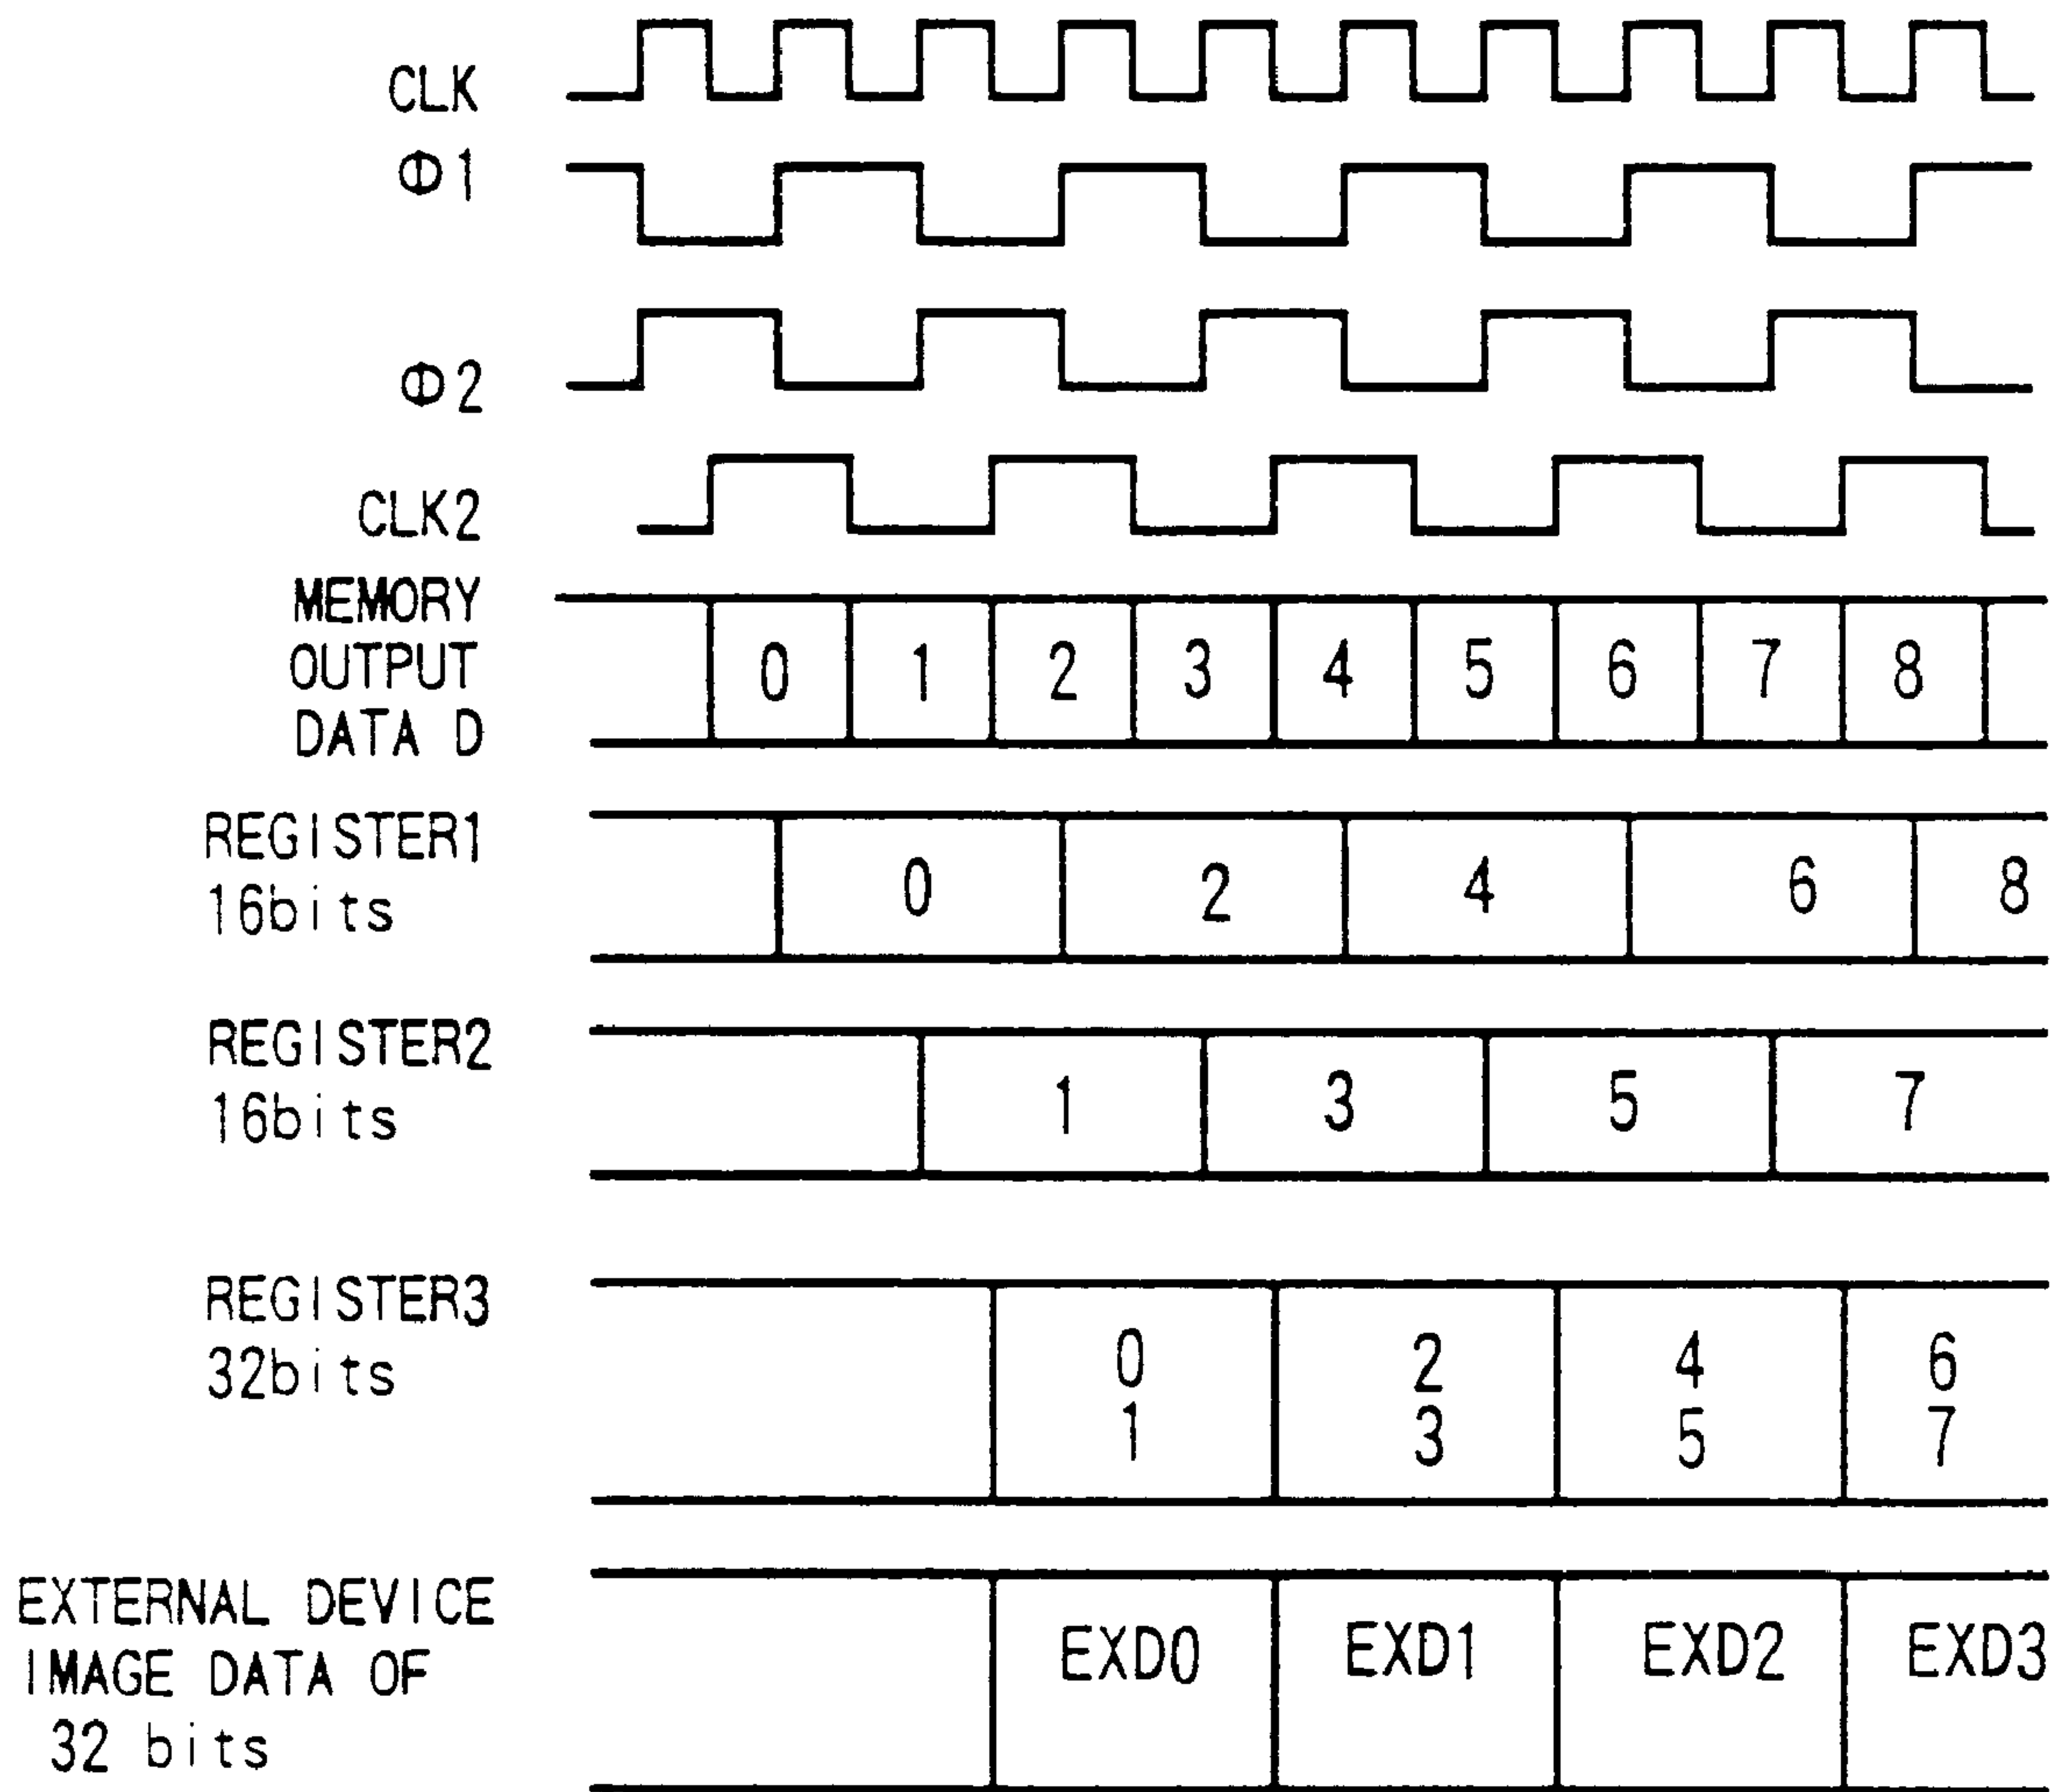 CLK
Φ1
Φ2
CLK2
MEMORY
OUTPUT
DATA D
0 1 2 3 4 5 6 7 8
REGISTER1
16bits
0 2 4 6 8
REGISTER2
16bits
1 3 5 7
REGISTER3
32bits
0 2 4 6
1 3 5 7
EXTERNAL DEVICE
IMAGE DATA OF
32 bits
EXD0 EXD1 EXD2 EXD3